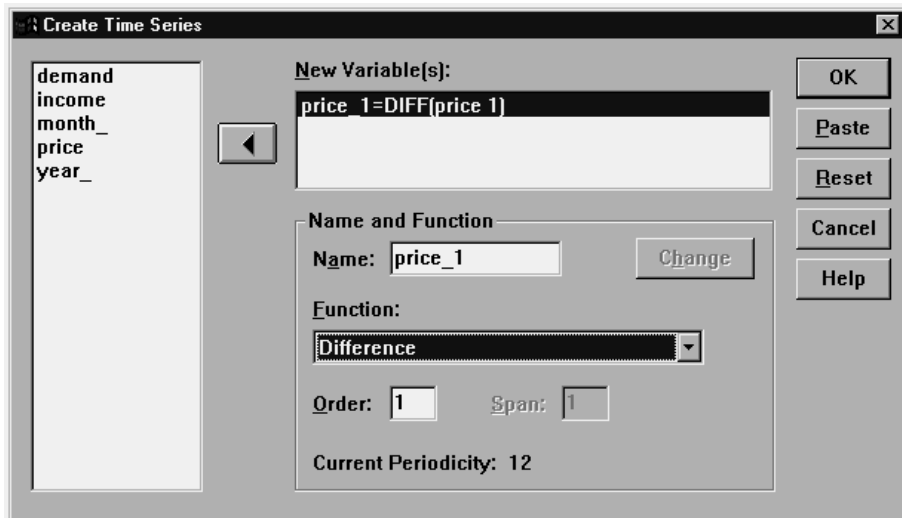 Create Time Series
demand
income
month_
price
year_
New Variable(s):
price_1=DIFF(price 1)
Name and Function
Name: price_1
Change
Function:
Difference
Order: 1 Span: 1
Current Periodicity: 12
OK
Paste
Reset
Cancel
Help